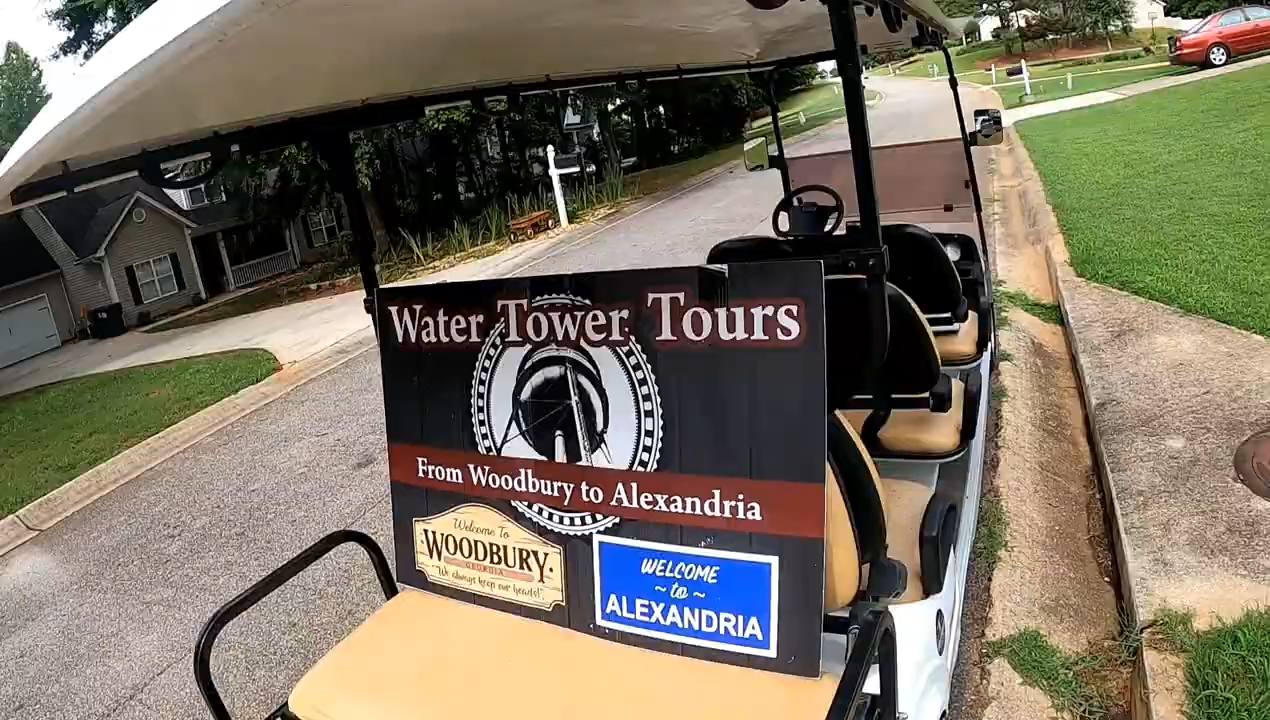 Water Tower Tours
From Woodbury to Alexandria
Welcome To
WOODBURY
GEORGIA
"We always keep our heads!"
WELCOME
~ to ~
ALEXANDRIA